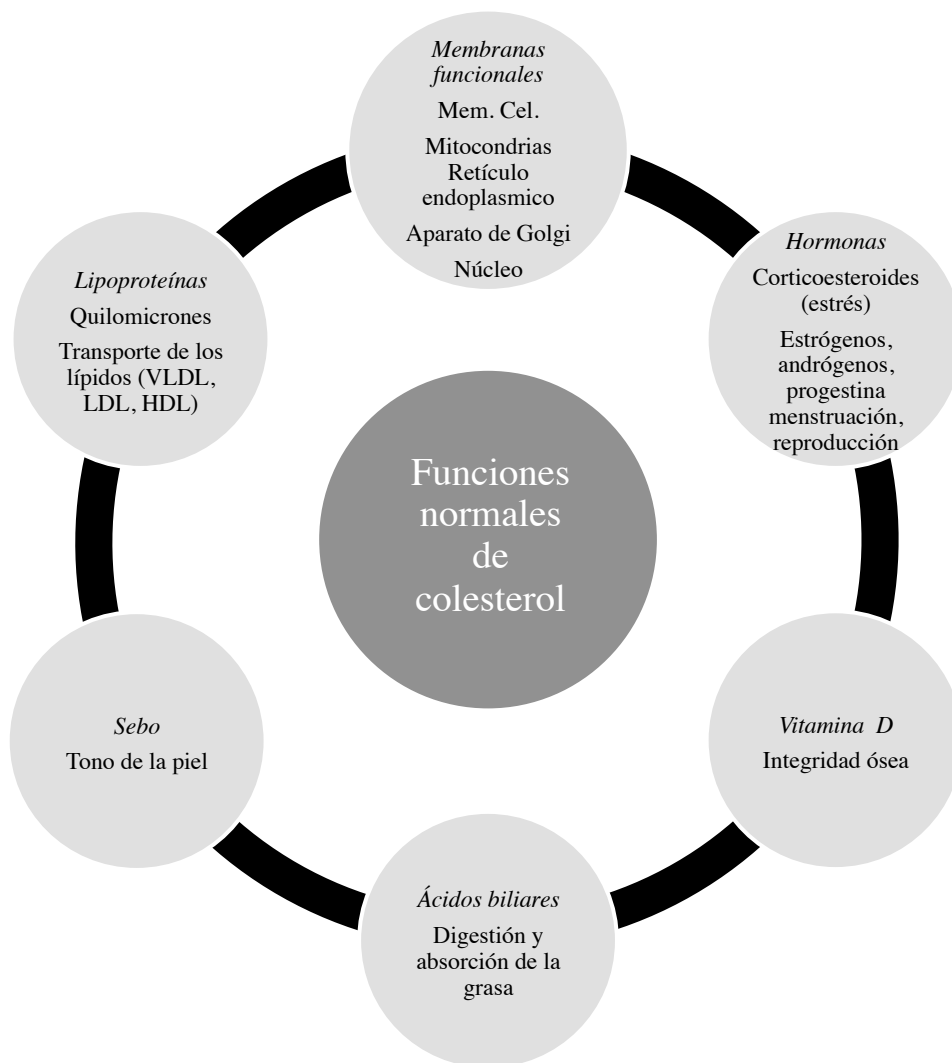 Membranas
funcionales
Mem. Cel.
Mitocondrias
Retículo
endoplasmico
Aparato de Golgi
Núcleo
Hormonas
Corticoesteroides
(estrés)
Estrógenos,
andrógenos,
progestina
menstruación,
reproducción
Vitamina D
Integridad ósea
Ácidos biliares
Digestión y
absorción de la
grasa
Sebo
Tono de la piel
Lipoproteínas
Quilomicrones
Transporte de los
lípidos (VLDL,
LDL, HDL)
Funciones
normales
de
colesterol